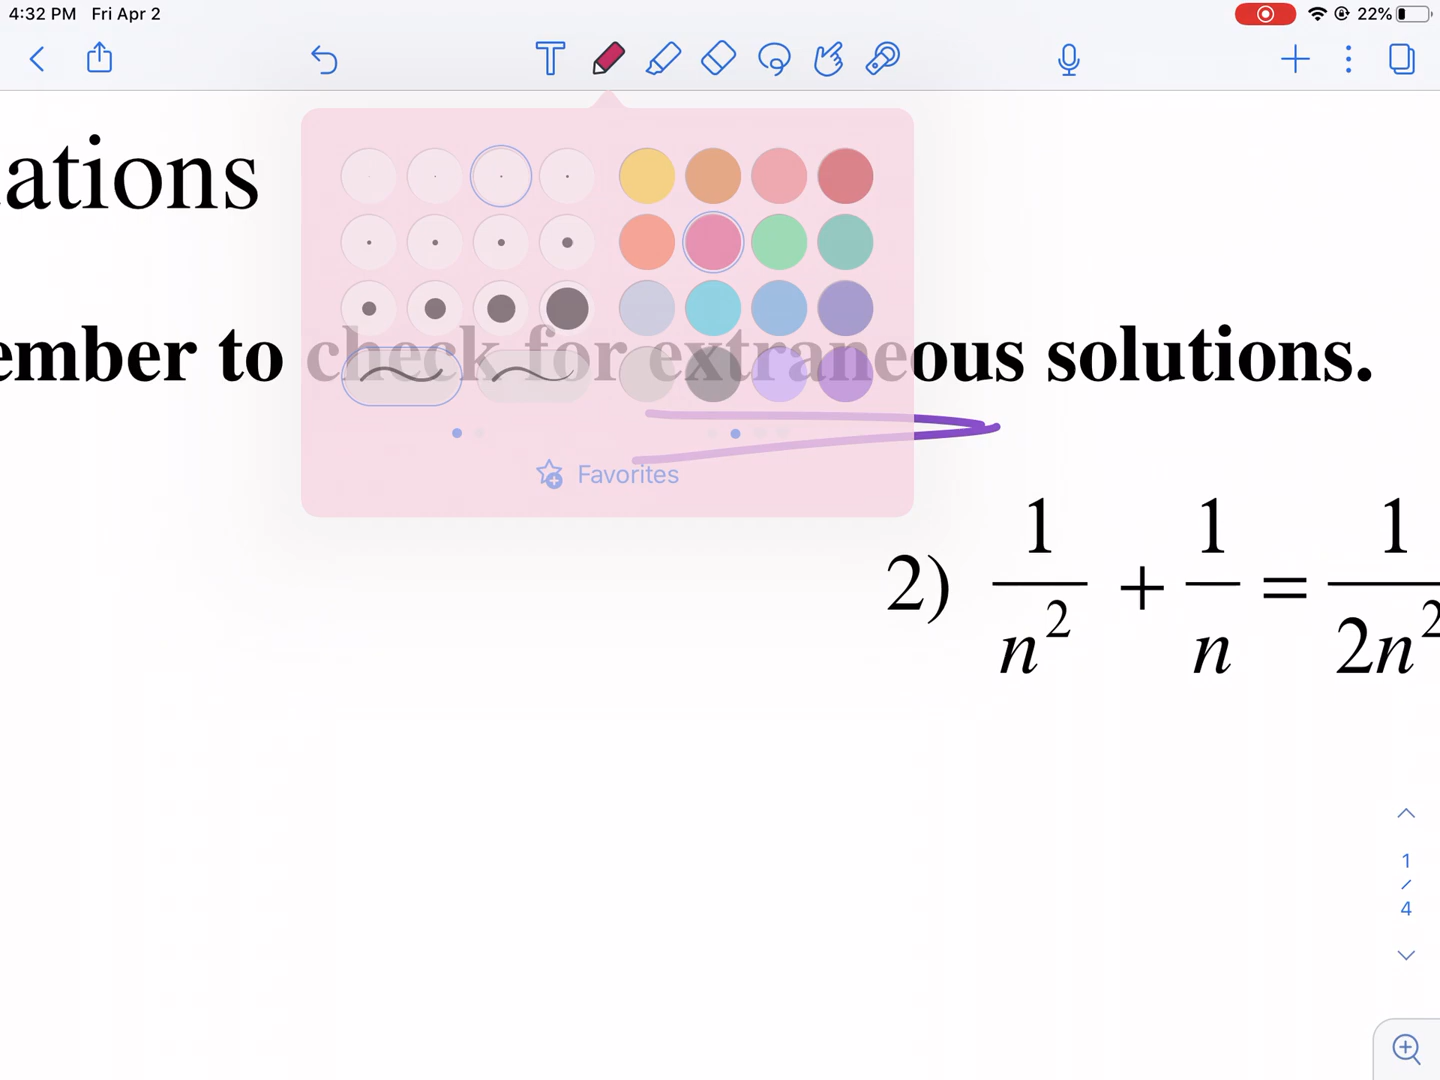 4:32 PM Fri Apr 2 22%
ations
ember to check for extraneous solutions.
Favorites
2) 1/n² + 1/n = 1/2n²
1
/
4